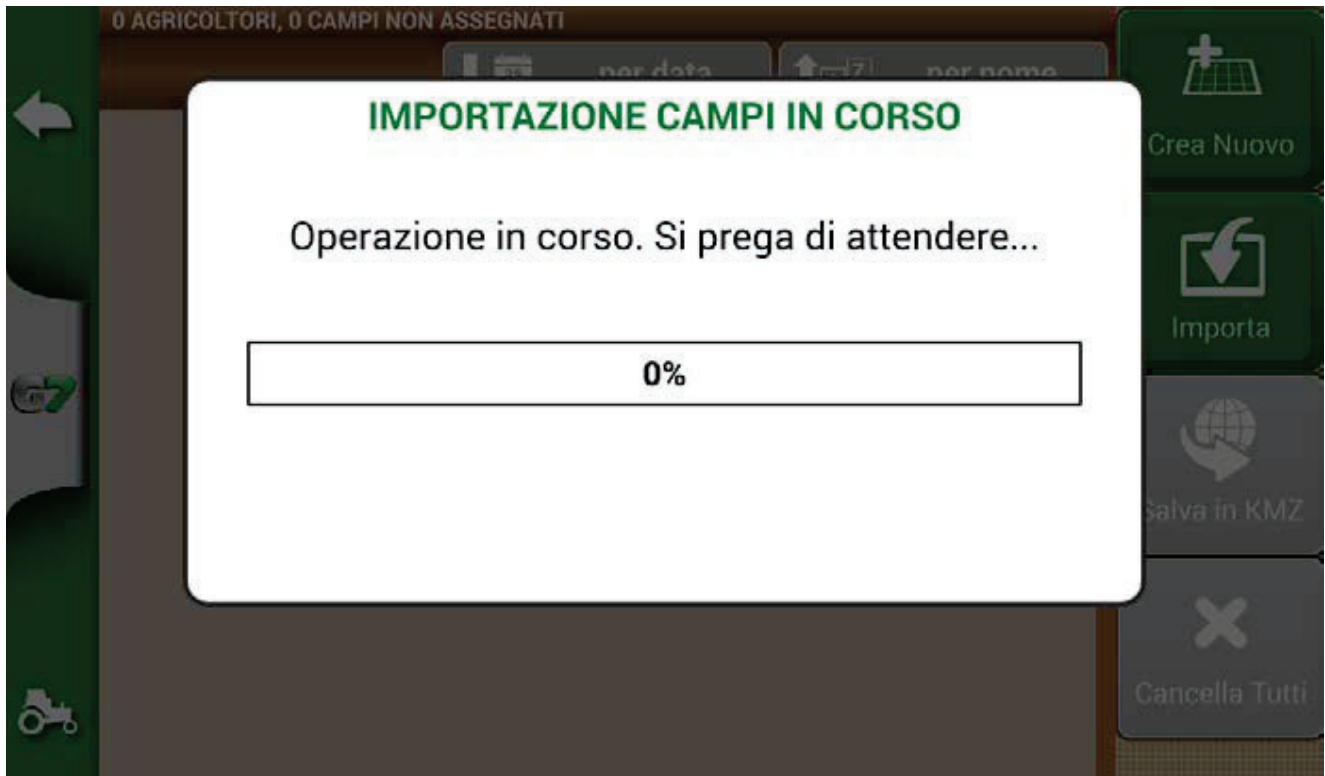 0 AGRICOLTORI, 0 CAMPI NON ASSEGNATI
per data
per nome
IMPORTAZIONE CAMPI IN CORSO
Operazione in corso. Si prega di attendere...
0%
Crea Nuovo
Importa
Salva in KMZ
Cancella Tutti